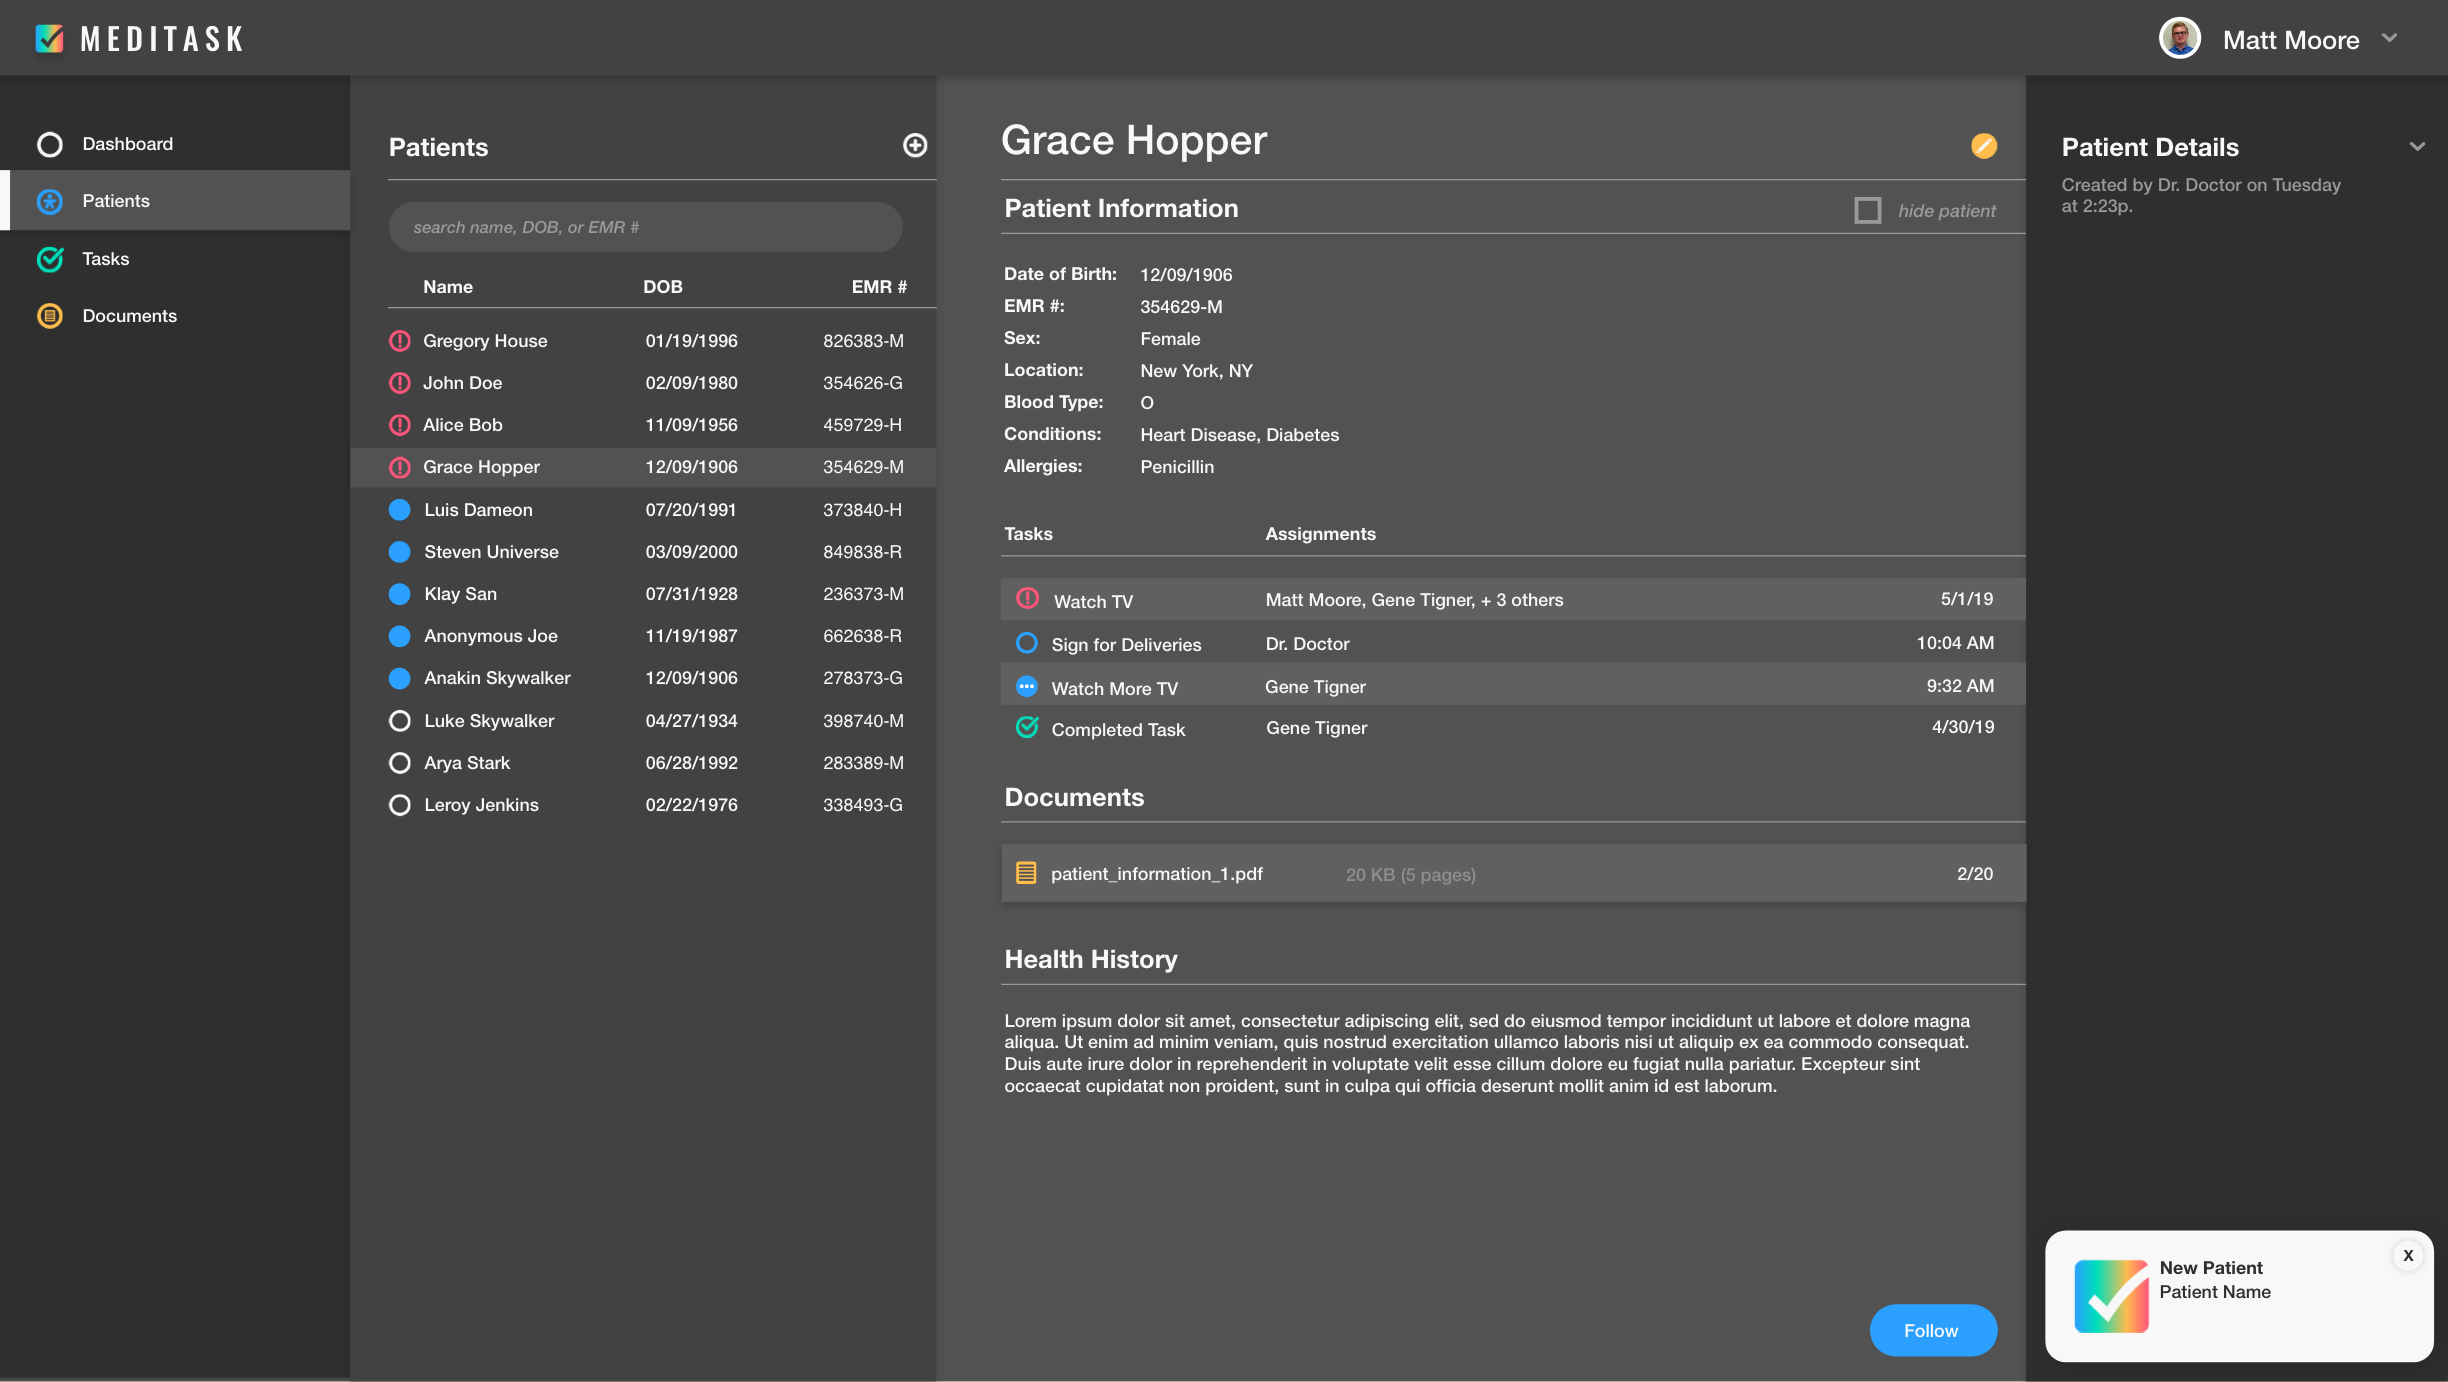 MEDITASK
Matt Moore
Dashboard
Patients
Tasks
Documents
Patients
search name, DOB, or EMR #
Name DOB EMR #
Gregory House 01/19/1996 826383-M
John Doe 02/09/1980 354626-G
Alice Bob 11/09/1956 459729-H
Grace Hopper 12/09/1906 354629-M
Luis Dameon 07/20/1991 373840-H
Steven Universe 03/09/2000 849838-R
Klay San 07/31/1928 236373-M
Anonymous Joe 11/19/1987 662638-R
Anakin Skywalker 12/09/1906 278373-G
Luke Skywalker 04/27/1934 398740-M
Arya Stark 06/28/1992 283389-M
Leroy Jenkins 02/22/1976 338493-G
Grace Hopper
Patient Information
hide patient
Date of Birth: 12/09/1906
EMR #: 354629-M
Sex: Female
Location: New York, NY
Blood Type: O
Conditions: Heart Disease, Diabetes
Allergies: Penicillin
Tasks Assignments
Watch TV Matt Moore, Gene Tigner, + 3 others 5/1/19
Sign for Deliveries Dr. Doctor 10:04 AM
Watch More TV Gene Tigner 9:32 AM
Completed Task Gene Tigner 4/30/19
Documents
patient_information_1.pdf 20 KB (5 pages) 2/20
Health History
Lorem ipsum dolor sit amet, consectetur adipiscing elit, sed do eiusmod tempor incididunt ut labore et dolore magna
aliqua. Ut enim ad minim veniam, quis nostrud exercitation ullamco laboris nisi ut aliquip ex ea commodo consequat.
Duis aute irure dolor in reprehenderit in voluptate velit esse cillum dolore eu fugiat nulla pariatur. Excepteur sint
occaecat cupidatat non proident, sunt in culpa qui officia deserunt mollit anim id est laborum.
Follow
Patient Details
Created by Dr. Doctor on Tuesday
at 2:23p.
X
New Patient
Patient Name